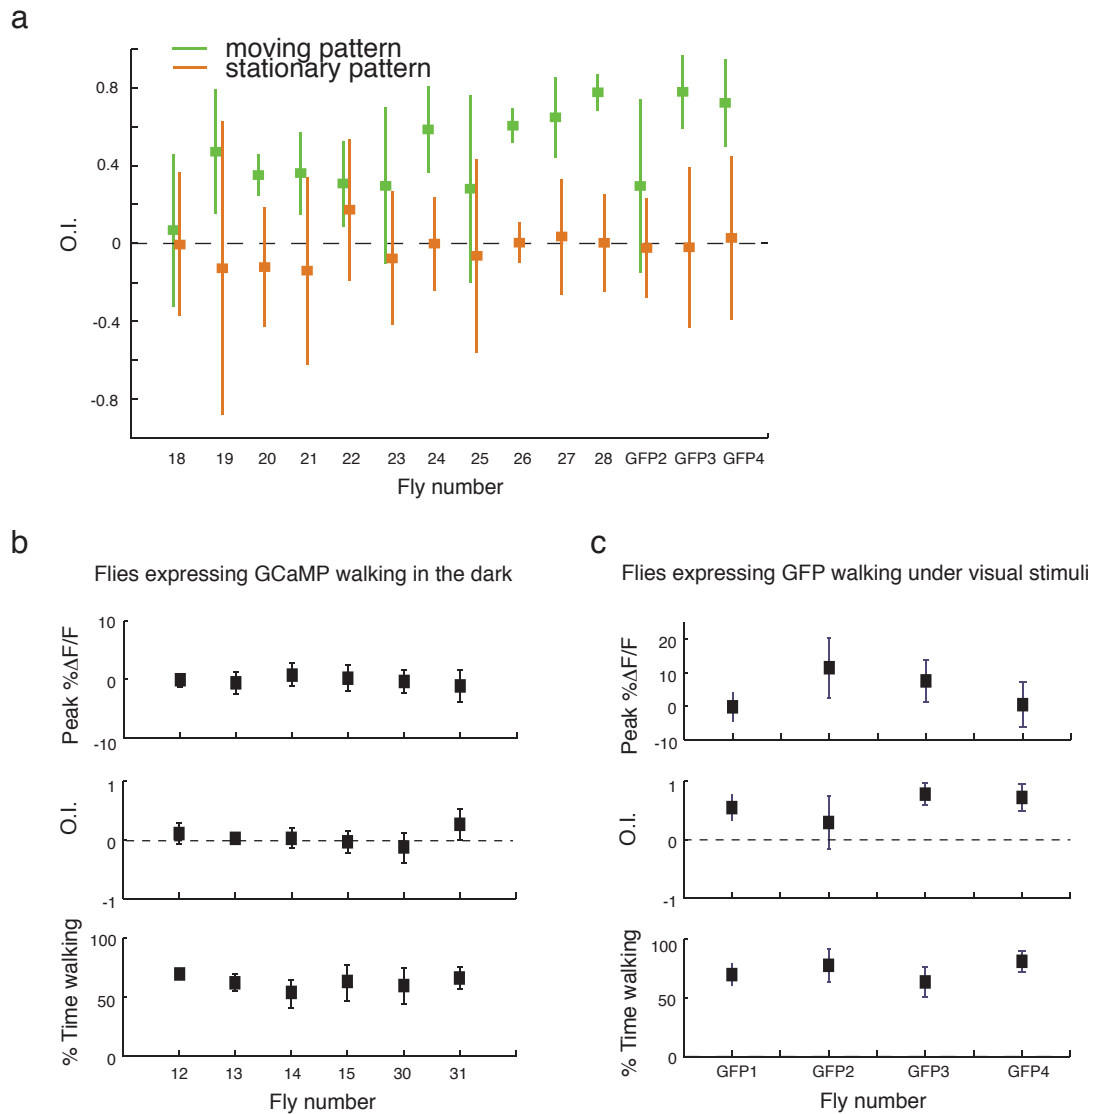 a
moving pattern
stationary pattern
0.8
0.4
0
-0.4
-0.8
O.I.
18 19 20 21 22 23 24 25 26 27 28 GFP2 GFP3 GFP4
Fly number
b
Flies expressing GCaMP walking in the dark
10
0
-10
Peak %ΔF/F
1
0
-1
O.I.
100
50
0
% Time walking
12 13 14 15 30 31
Fly number
c
Flies expressing GFP walking under visual stimuli
20
10
0
-10
Peak %ΔF/F
1
0
-1
O.I.
100
50
0
% Time walking
GFP1 GFP2 GFP3 GFP4
Fly number